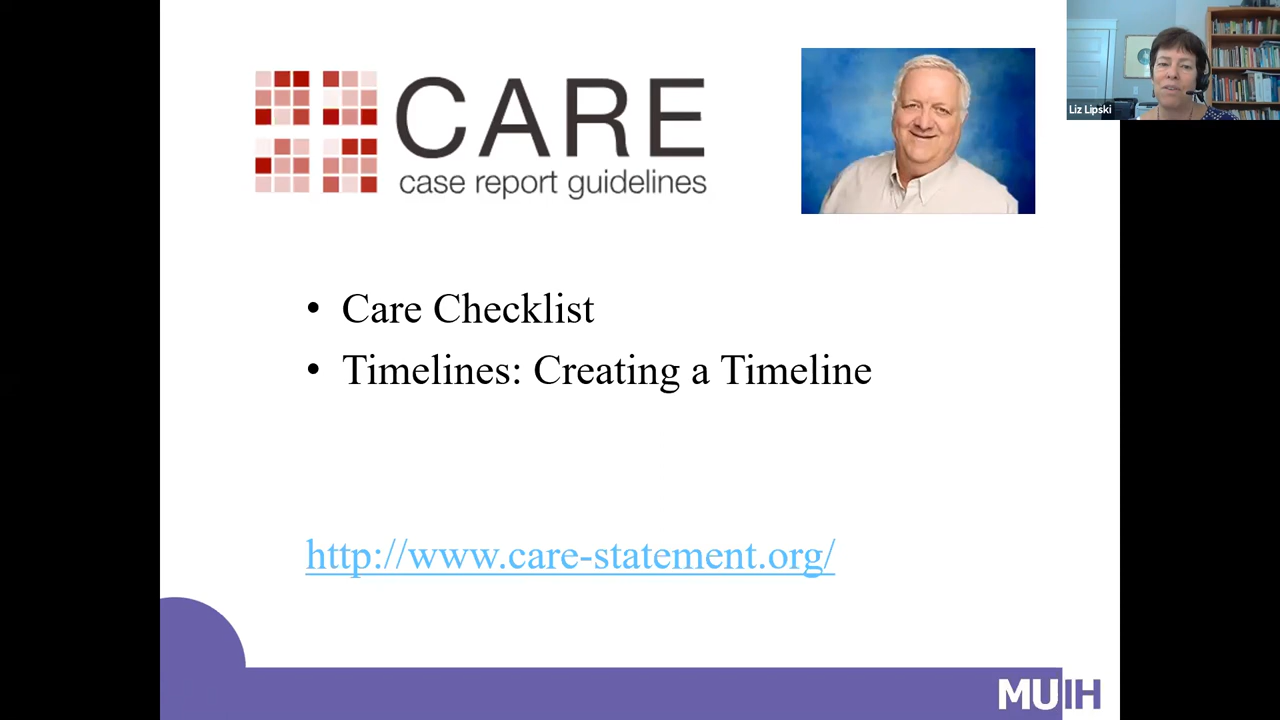 CARE
case report guidelines
Liz Lipski
• Care Checklist
• Timelines: Creating a Timeline
http://www.care-statement.org/
MUIH